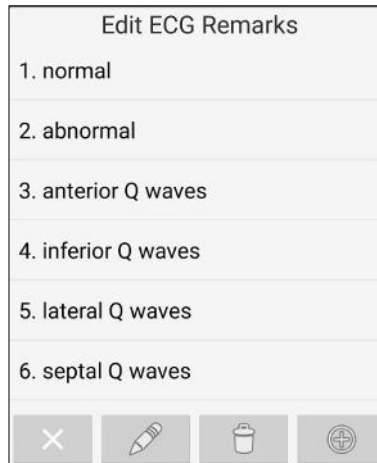 Edit ECG Remarks
1. normal
2. abnormal
3. anterior Q waves
4. inferior Q waves
5. lateral Q waves
6. septal Q waves